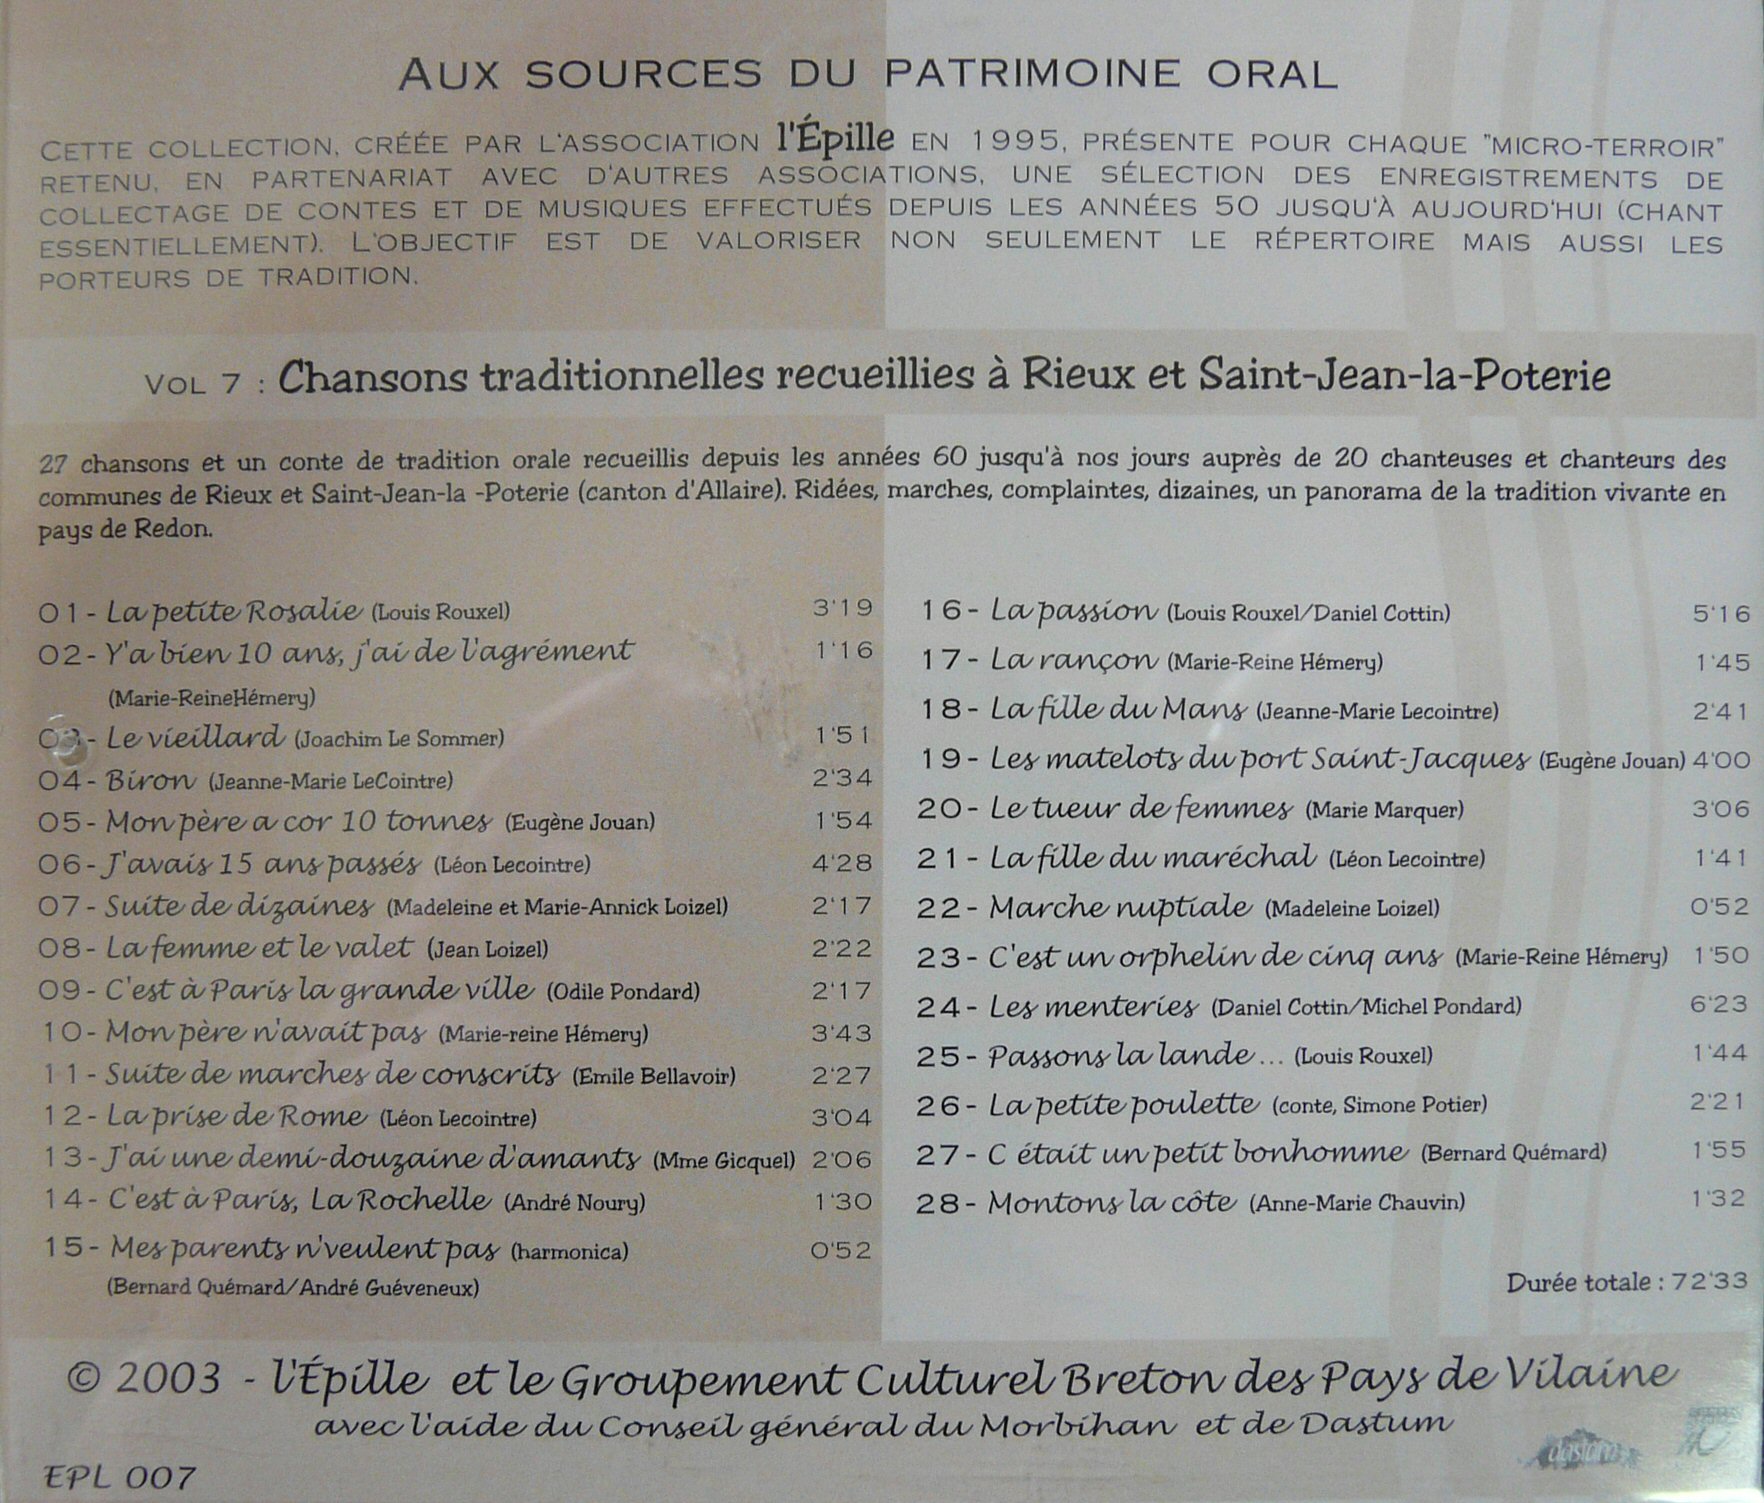 AUX SOURCES DU PATRIMOINE ORAL
CETTE COLLECTION, CRÉÉE PAR L'ASSOCIATION l'Épille EN 1995, PRÉSENTE POUR CHAQUE "MICRO-TERROIR"
RETENU, EN PARTENARIAT AVEC D'AUTRES ASSOCIATIONS, UNE SÉLECTION DES ENREGISTREMENTS DE
COLLECTAGE DE CONTES ET DE MUSIQUES EFFECTUÉS DEPUIS LES ANNÉES 50 JUSQU'À AUJOURD'HUI (CHANT
ESSENTIELLEMENT). L'OBJECTIF EST DE VALORISER NON SEULEMENT LE RÉPERTOIRE MAIS AUSSI LES
PORTEURS DE TRADITION.
VOL 7 : Chansons traditionnelles recueillies à Rieux et Saint-Jean-la-Poterie
27 chansons et un conte de tradition orale recueillis depuis les années 60 jusqu'à nos jours auprès de 20 chanteuses et chanteurs des
communes de Rieux et Saint-Jean-la -Poterie (canton d'Allaire). Ridées, marches, complaintes, dizaines, un panorama de la tradition vivante en
pays de Redon.
01- La petite Rosalie (Louis Rouxel) 3'19
02- Y'a bien 10 ans, j'ai de l'agrément 1'16
(Marie-ReineHémery)
03- Le vieillard (Joachim Le Sommer) 1'51
04- Biron (Jeanne-Marie LeCointre) 2'34
05- Mon père a cor 10 tonnes (Eugène Jouan) 1'54
06- J'avais 15 ans passés (Léon Lecointre) 4'28
07- Suite de dizaines (Madeleine et Marie-Annick Loizel) 2'17
08- La femme et le valet (Jean Loizel) 2'22
09- C'est à Paris la grande ville (Odile Pondard) 2'17
10- Mon père n'avait pas (Marie-reine Hémery) 3'43
11- Suite de marches de conscrits (Emile Bellavoir) 2'27
12- La prise de Rome (Léon Lecointre) 3'04
13- J'ai une demi-douzaine d'amants (Mme Gicquel) 2'06
14- C'est à Paris, La Rochelle (André Noury) 1'30
15- Mes parents n'veulent pas (harmonica) 0'52
(Bernard Quémard/André Guéveneux)
16- La passion (Louis Rouxel/Daniel Cottin) 5'16
17- La rançon (Marie-Reine Hémery) 1'45
18- La fille du Mans (Jeanne-Marie Lecointre) 2'41
19- Les matelots du port Saint-Jacques (Eugène Jouan) 4'00
20- Le tueur de femmes (Marie Marquer) 3'06
21- La fille du maréchal (Léon Lecointre) 1'41
22- Marche nuptiale (Madeleine Loizel) 0'52
23- C'est un orphelin de cinq ans (Marie-Reine Hémery) 1'50
24- Les menteries (Daniel Cottin/Michel Pondard) 6'23
25- Passons la lande... (Louis Rouxel) 1'44
26- La petite poulette (conte, Simone Potier) 2'21
27- C était un petit bonhomme (Bernard Quémard) 1'55
28- Montons la côte (Anne-Marie Chauvin) 1'32
Durée totale : 72'33
© 2003 - l'Épille et le Groupement Culturel Breton des Pays de Vilaine
avec l'aide du Conseil général du Morbihan et de Dastum
dastum
EPL 007